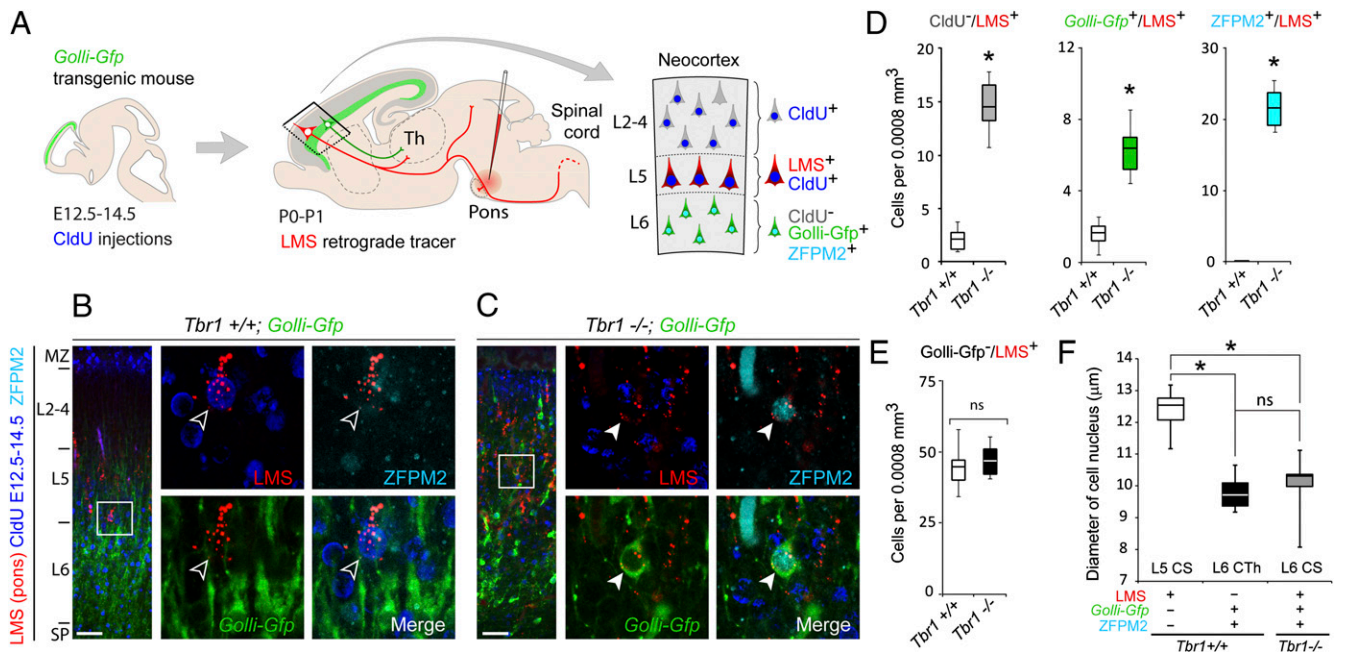 A
Golli-Gfp
transgenic mouse
E12.5-14.5
CldU injections
P0-P1
LMS retrograde tracer
Th
Pons
Spinal
cord
Neocortex
L2-4
L5
L6
CldU+
LMS+
CldU+
CldU-
Golli-Gfp+
ZFPM2+
B
Tbr1 +/+; Golli-Gfp
LMS (pons) CldU E12.5-14.5 ZFPM2
MZ
L2-4
L5
L6
SP
LMS
ZFPM2
Golli-Gfp
Merge
C
Tbr1 -/-; Golli-Gfp
LMS
ZFPM2
Golli-Gfp
Merge
D
CldU-/LMS+
Cells per 0.0008 mm3
20
15
10
5
0
*
Tbr1 +/+
Tbr1 -/-
Golli-Gfp+/LMS+
12
8
4
0
*
Tbr1 +/+
Tbr1 -/-
ZFPM2+/LMS+
30
20
10
0
*
Tbr1 +/+
Tbr1 -/-
E
Golli-Gfp-/LMS+
Cells per 0.0008 mm3
75
50
25
0
ns
Tbr1 +/+
Tbr1 -/-
F
Diameter of cell nucleus (µm)
14
13
12
11
10
9
8
7
*
*
ns
L5 CS L6 CTh L6 CS
LMS + – +
Golli-Gfp – + +
ZFPM2 – + +
Tbr1+/+ Tbr1-/-